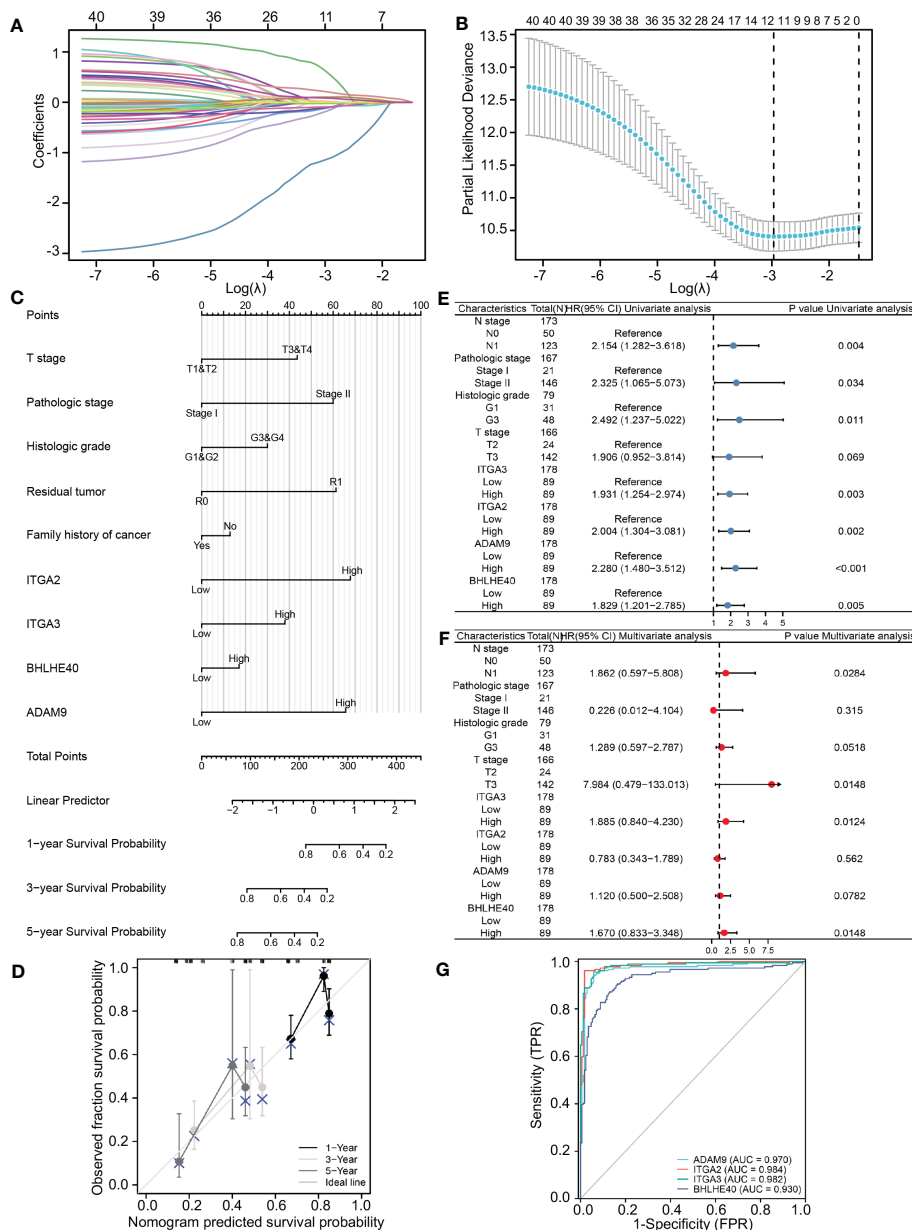 A
40 39 36 26 11 7
Coefficients
1
0
1
2
-3
-7 -6 -5 -4 -3 -2
Log(λ)
B
40 40 40 39 39 38 38 36 35 32 28 24 17 14 12 11 9 9 8 7 5 2 0
Partial Likelihood Deviance
13.5
12.5
12.0
11.5
11.0
10.5
-7 -6 -5 -4 -3 -2
Log(λ)
C
Points
0 20 40 60 80 100
T stage
T3&T4
T1&T2
Pathologic stage
Stage II
Stage I
Histologic grade
G3&G4
G1&G2
Residual tumor
R1
R0
Family history of cancer
No
Yes
ITGA2
High
Low
ITGA3
High
Low
BHLHE40
High
Low
ADAM9
High
Low
Total Points
0 100 200 300 400
Linear Predictor
−2 −1 0 1 2
1−year Survival Probability
0.8 0.6 0.4 0.2
3−year Survival Probability
0.8 0.6 0.4 0.2
5−year Survival Probability
0.8 0.6 0.4 0.2
D
Observed fraction survival probability
1.0
0.8
0.6
0.4
0.2
0.0
1-Year
3-Year
5-Year
Ideal line
0.0 0.2 0.4 0.6 0.8 1.0
Nomogram predicted survival probability
E
Characteristics Total(N) HR(95% CI) Univariate analysis P value Univariate analysis
N stage 173
N0 50 Reference
N1 123 2.154 (1.282−3.618) 0.004
Pathologic stage 167
Stage I 21 Reference
Stage II 146 2.325 (1.065−5.073) 0.034
Histologic grade 79
G1 31 Reference
G3 48 2.492 (1.237−5.022) 0.011
T stage 166
T2 24 Reference
T3 142 1.906 (0.952−3.814) 0.069
ITGA3 178
Low 89 Reference
High 89 1.931 (1.254−2.974) 0.003
ITGA2 178
Low 89 Reference
High 89 2.004 (1.304−3.081) 0.002
ADAM9 178
Low 89 Reference
High 89 2.280 (1.480−3.512) <0.001
BHLHE40 178
Low 89 Reference
High 89 1.829 (1.201−2.785) 0.005
1 2 3 4 5
F
Characteristics Total(N) HR(95% CI) Multivariate analysis P value Multivariate analysis
N stage 173
N0 50
N1 123 1.862 (0.597−5.808) 0.0284
Pathologic stage 167
Stage I 21
Stage II 146 0.226 (0.012−4.104) 0.315
Histologic grade 79
G1 31
G3 48 1.289 (0.597−2.787) 0.0518
T stage 166
T2 24
T3 142 7.984 (0.479−133.013) 0.0148
ITGA3 178
Low 89
High 89 1.885 (0.840−4.230) 0.0124
ITGA2 178
Low 89
High 89 0.783 (0.343−1.789) 0.562
ADAM9 178
Low 89
High 89 1.120 (0.500−2.508) 0.0782
BHLHE40 178
Low 89
High 89 1.670 (0.833−3.348) 0.0148
0.0 2.5 5.0 7.5
G
Sensitivity (TPR)
1.0
0.8
0.6
0.4
0.2
0.0
ADAM9 (AUC = 0.970)
ITGA2 (AUC = 0.984)
ITGA3 (AUC = 0.982)
BHLHE40 (AUC = 0.930)
0.0 0.2 0.4 0.6 0.8 1.0
1-Specificity (FPR)